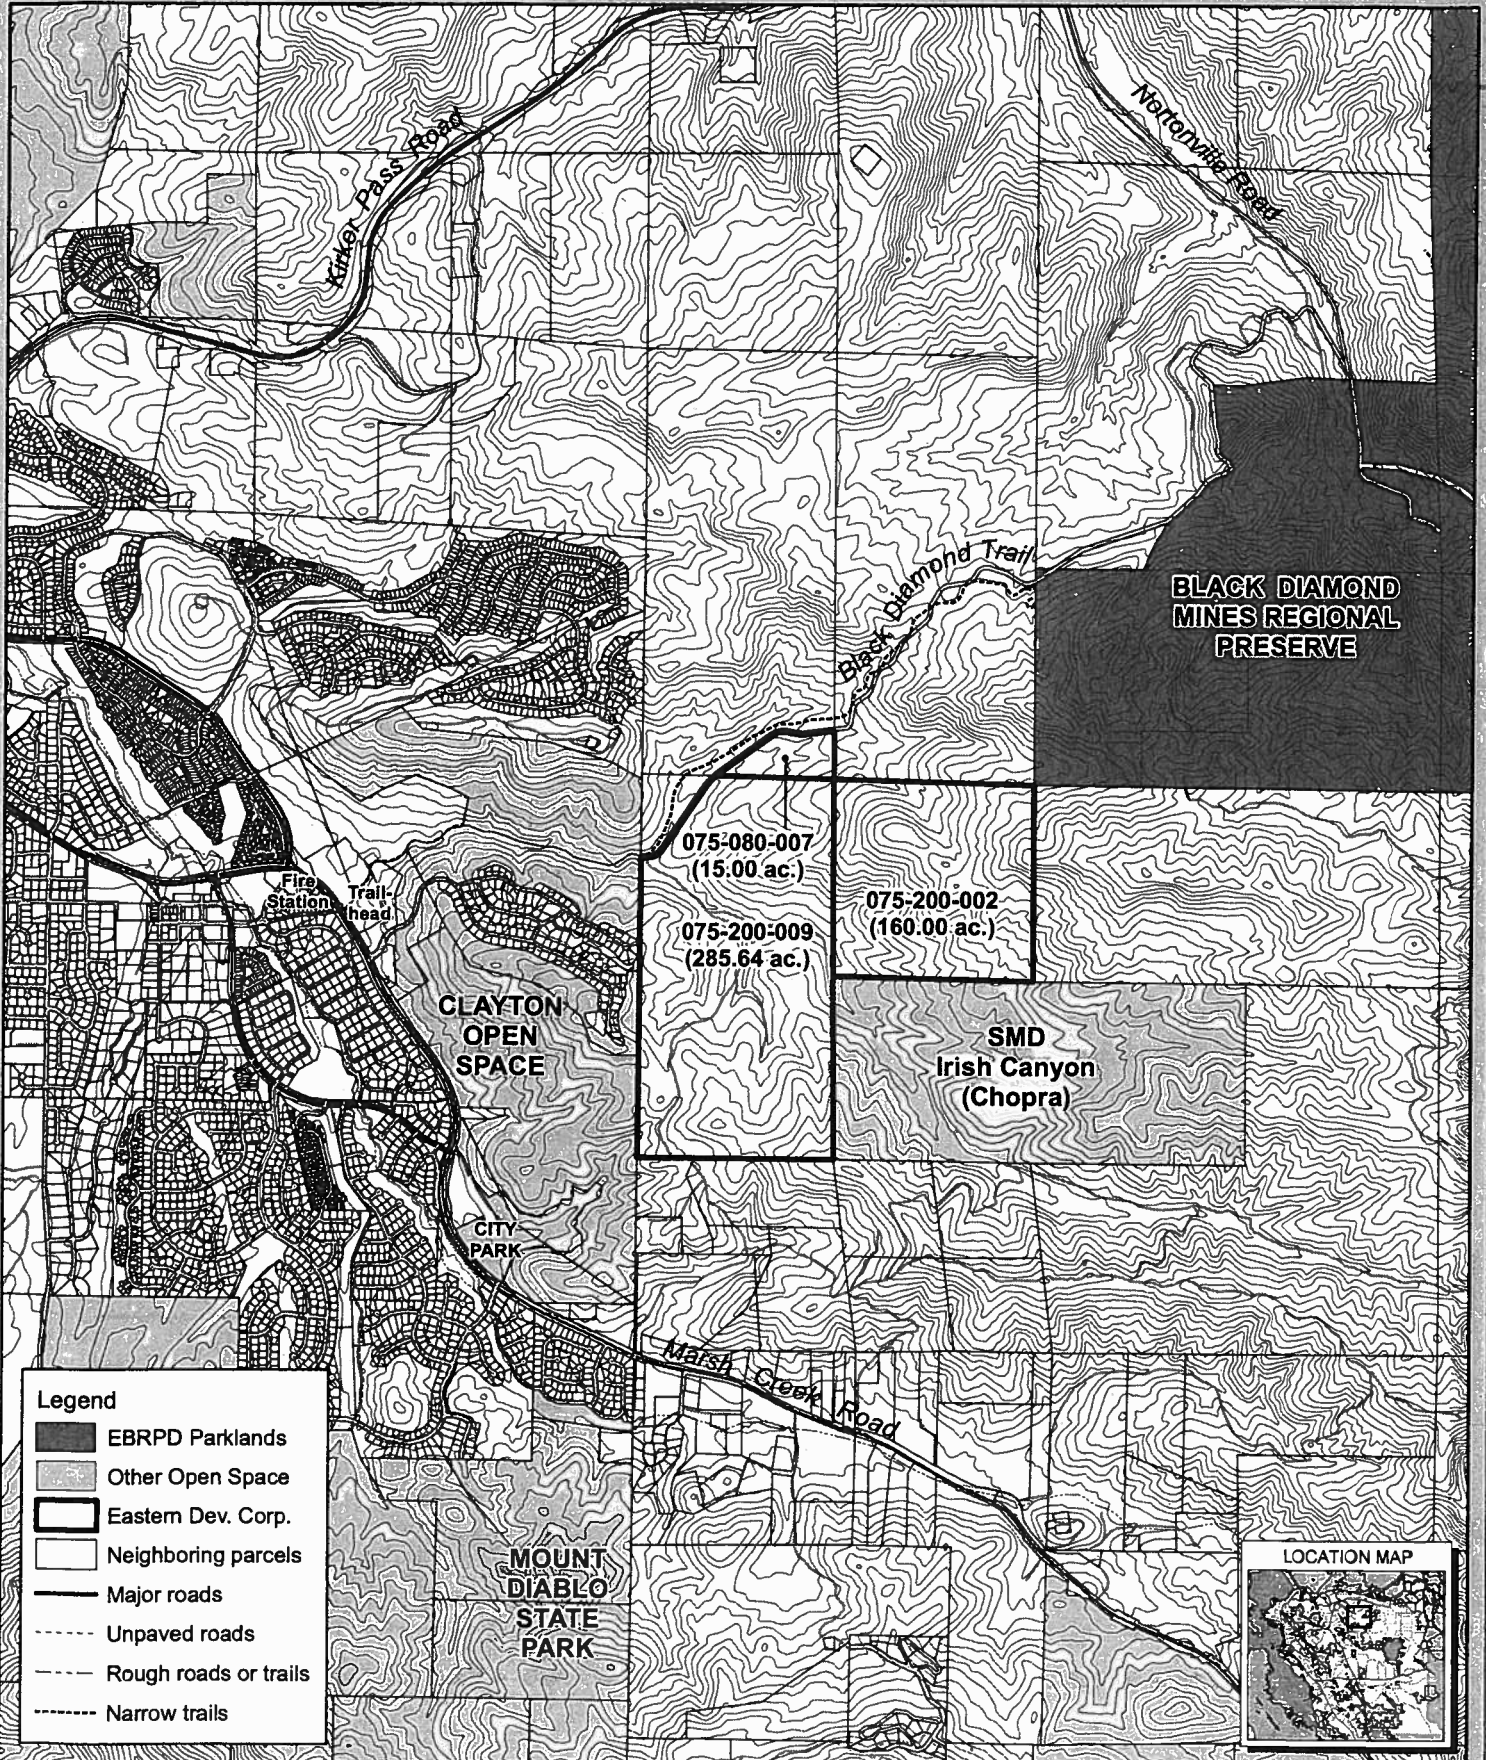 Kirker Pass Road
Nortonville Road
Black Diamond Trail
BLACK DIAMOND
MINES REGIONAL
PRESERVE
075-080-007
(15.00 ac.)
075-200-002
(160.00 ac.)
075-200-009
(285.64 ac.)
Fire
Station
Trail-
head
CLAYTON
OPEN
SPACE
SMD
Irish Canyon
(Chopra)
CITY
PARK
Marsh Creek Road
MOUNT
DIABLO
STATE
PARK
Legend
EBRPD Parklands
Other Open Space
Eastern Dev. Corp.
Neighboring parcels
Major roads
Unpaved roads
Rough roads or trails
Narrow trails
LOCATION MAP